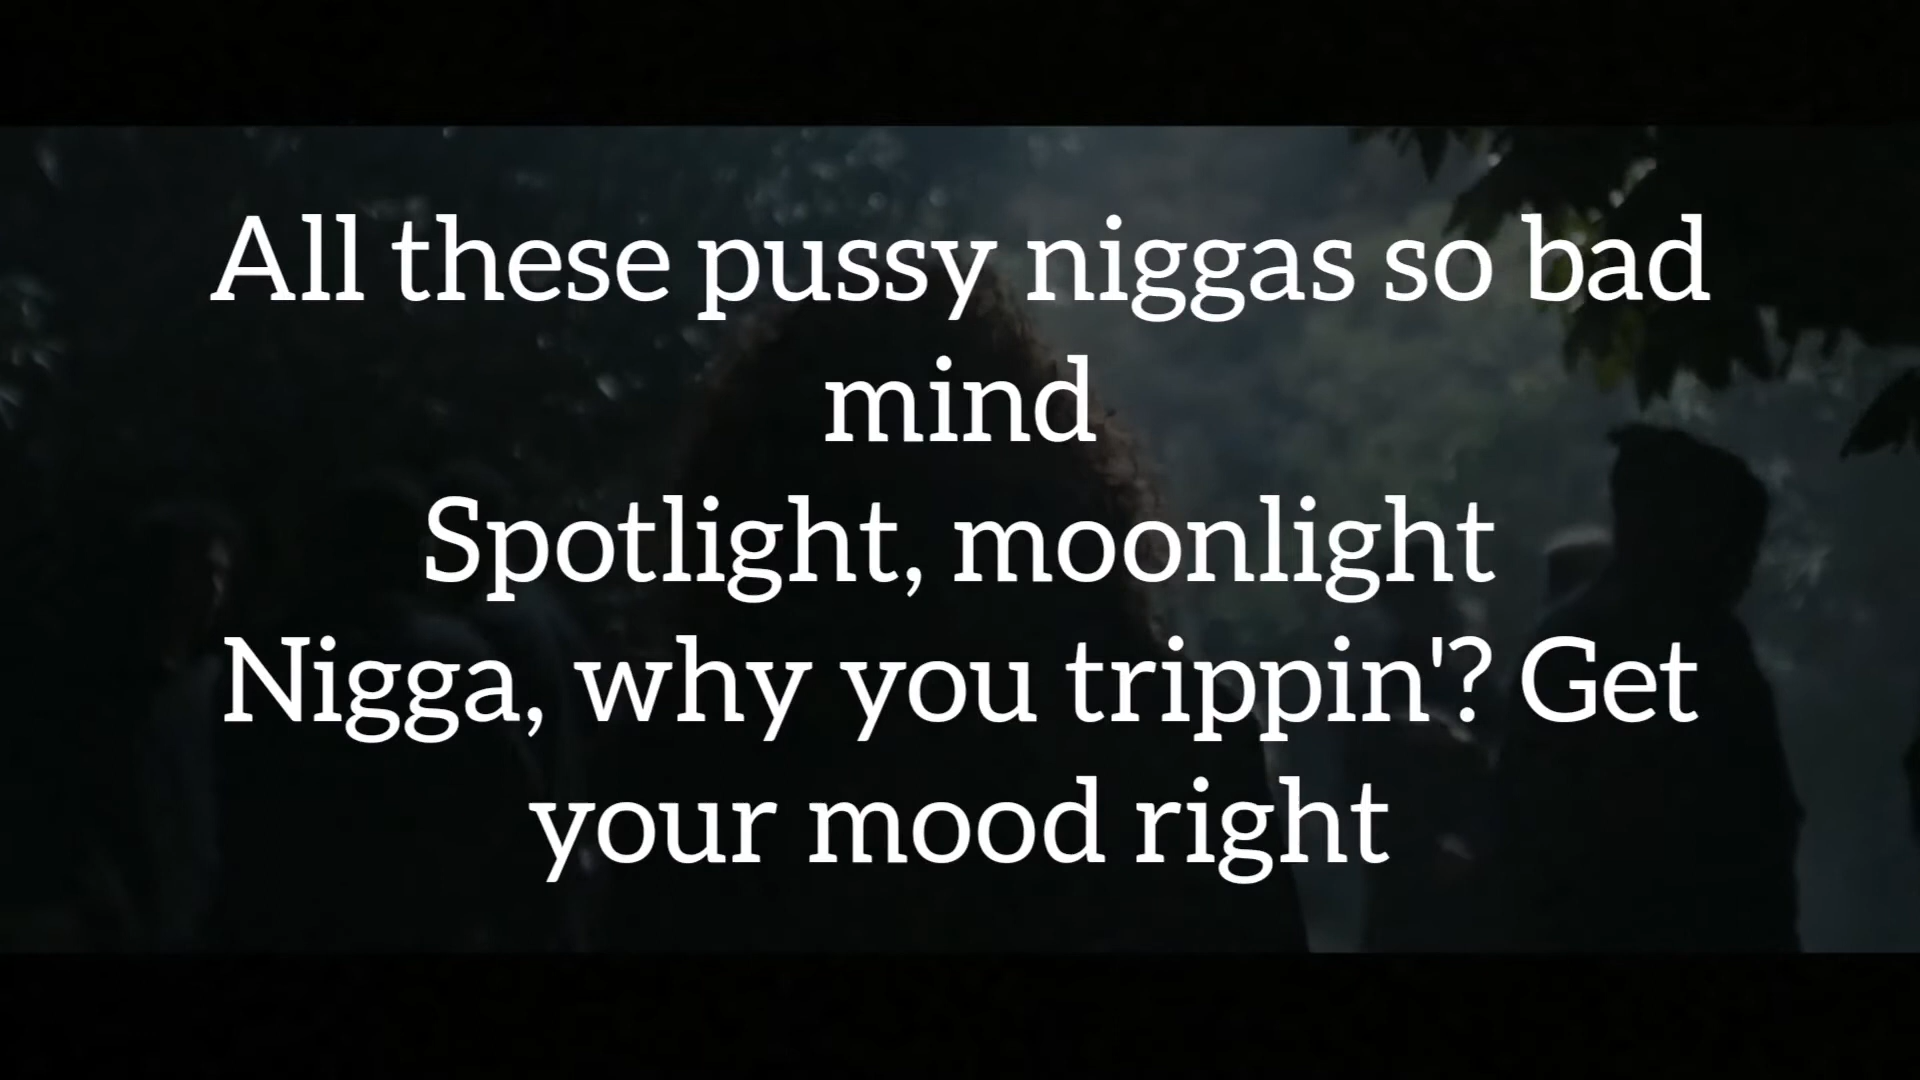 All these pussy niggas so bad
mind
Spotlight, moonlight
Nigga, why you trippin'? Get
your mood right